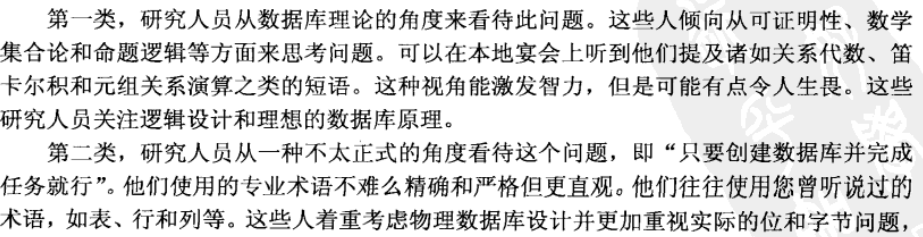 第一类，研究人员从数据库理论的角度来看待此问题。这些人倾向从可证明性、数学
集合论和命题逻辑等方面来思考问题。可以在本地宴会上听到他们提及诸如关系代数、笛
卡尔积和元组关系演算之类的短语。这种视角能激发智力，但是可能有点令人生畏。这些
研究人员关注逻辑设计和理想的数据库原理。
第二类，研究人员从一种不太正式的角度看待这个问题，即“只要创建数据库并完成
任务就行”。他们使用的专业术语不难么精确和严格但更直观。他们往往使用您曾听说过的
术语，如表、行和列等。这些人着重考虑物理数据库设计并更加重视实际的位和字节问题，